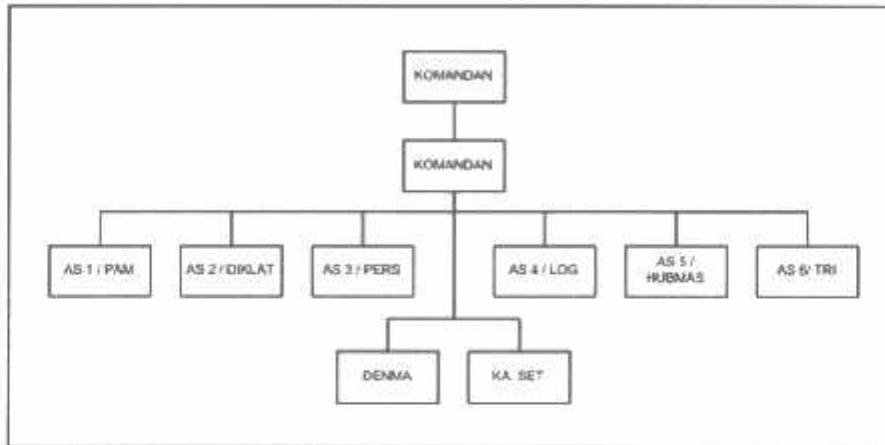 KOMANDAN
KOMANDAN
AS 1 / PAM
AS 2 / DIKLAT
AS 3 / PERS
AS 4 / LOG
AS 5 /
HUBMAS
AS 6/ TRI
DENMA
KA. SET